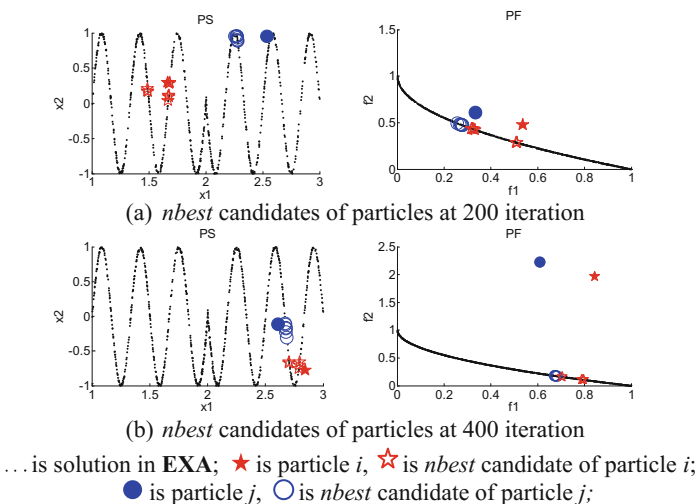 PS
PF
1
0.5
0
-0.5
-1
x2
1
1.5
2
2.5
3
x1
1.5
1
0.5
0
f2
0
0.2
0.4
0.6
0.8
1
f1
(a) nbest candidates of particles at 200 iteration
PS
PF
1
0.5
0
-0.5
-1
x2
1
1.5
2
2.5
3
x1
2.5
2
1.5
1
0.5
0
f2
0
0.2
0.4
0.6
0.8
1
f1
(b) nbest candidates of particles at 400 iteration
...is solution in EXA; ★ is particle i, ☆ is nbest candidate of particle i;
● is particle j, ○ is nbest candidate of particle j;